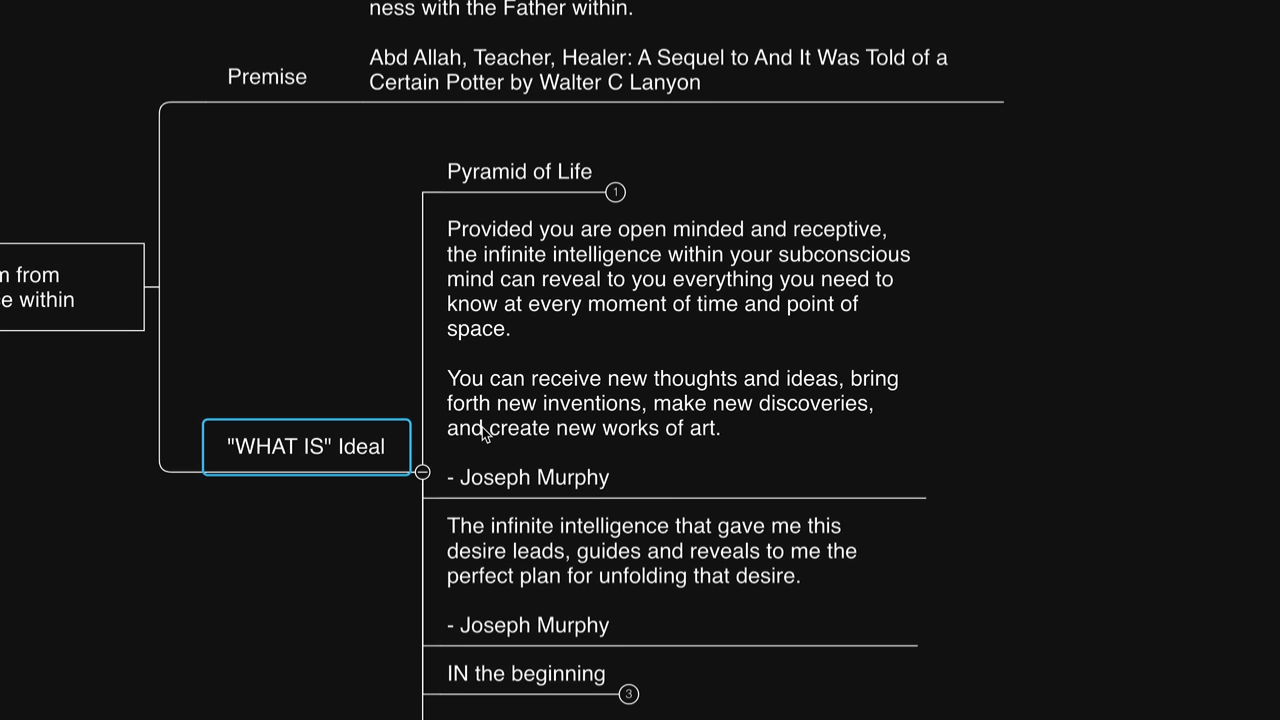 ness with the Father within.
Abd Allah, Teacher, Healer: A Sequel to And It Was Told of a
Certain Potter by Walter C Lanyon
Premise
Pyramid of Life
1
Provided you are open minded and receptive,
the infinite intelligence within your subconscious
mind can reveal to you everything you need to
know at every moment of time and point of
space.
You can receive new thoughts and ideas, bring
forth new inventions, make new discoveries,
and create new works of art.
- Joseph Murphy
from
within
"WHAT IS" Ideal
The infinite intelligence that gave me this
desire leads, guides and reveals to me the
perfect plan for unfolding that desire.
- Joseph Murphy
IN the beginning
3